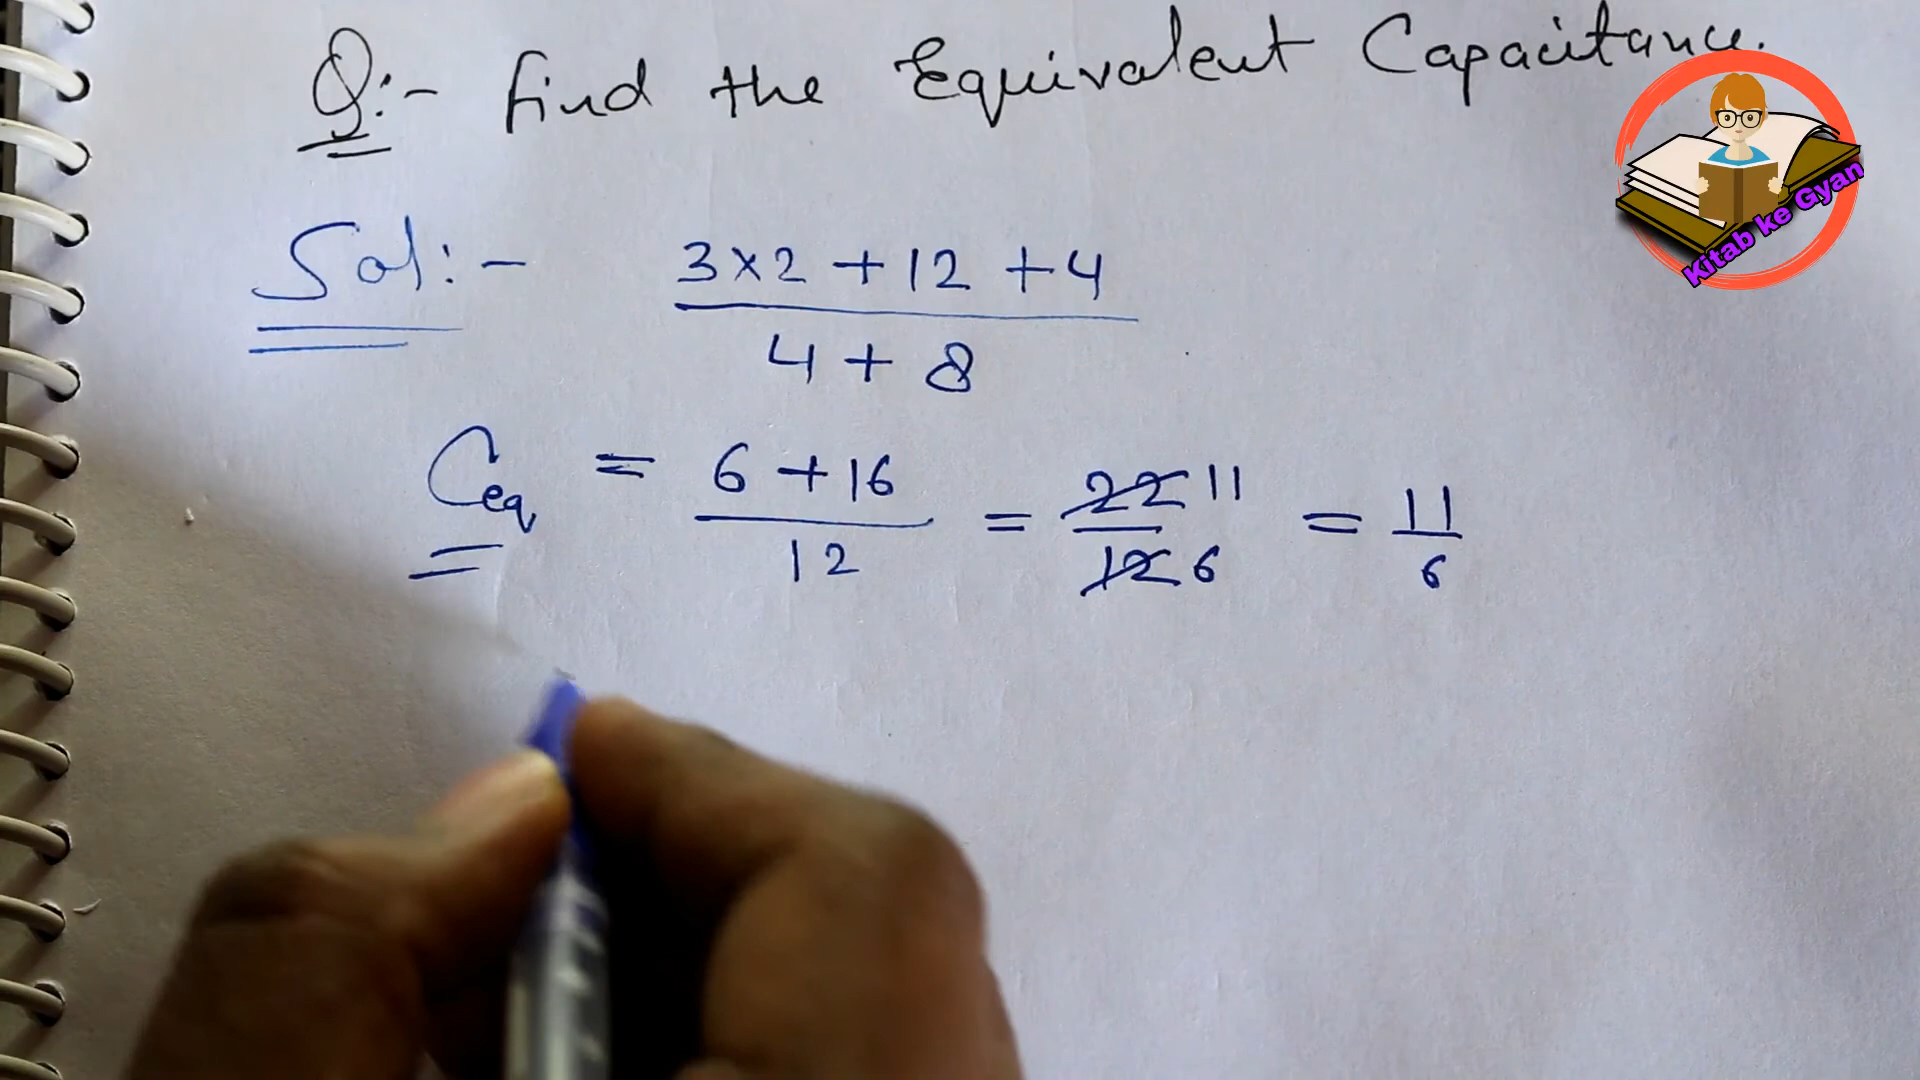 Q:- find the Equivalent Capacitance.
Kitab ke Gyan
Sol:- 3×2 +12 +4
4 + 8
Ceq = 6 +16 = 22 11 = 11
12 12 6 6